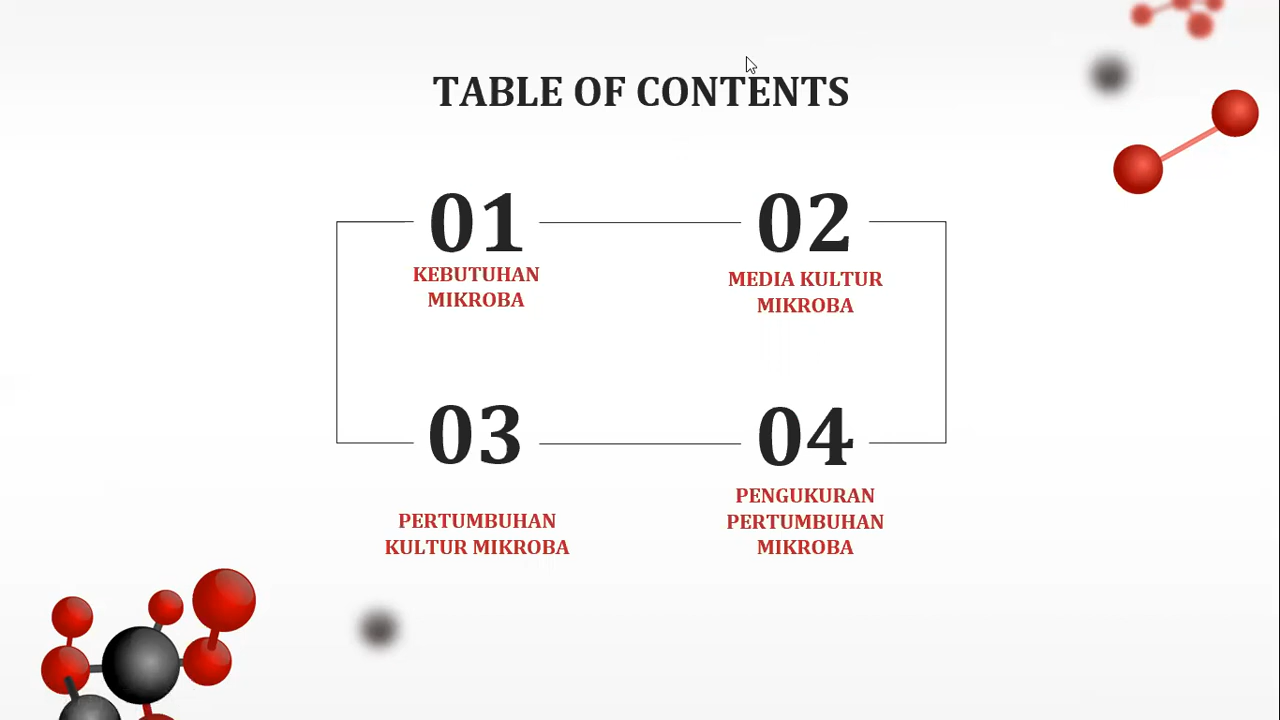 TABLE OF CONTENTS
01
KEBUTUHAN
MIKROBA
02
MEDIA KULTUR
MIKROBA
03
PERTUMBUHAN
KULTUR MIKROBA
04
PENGUKURAN
PERTUMBUHAN
MIKROBA